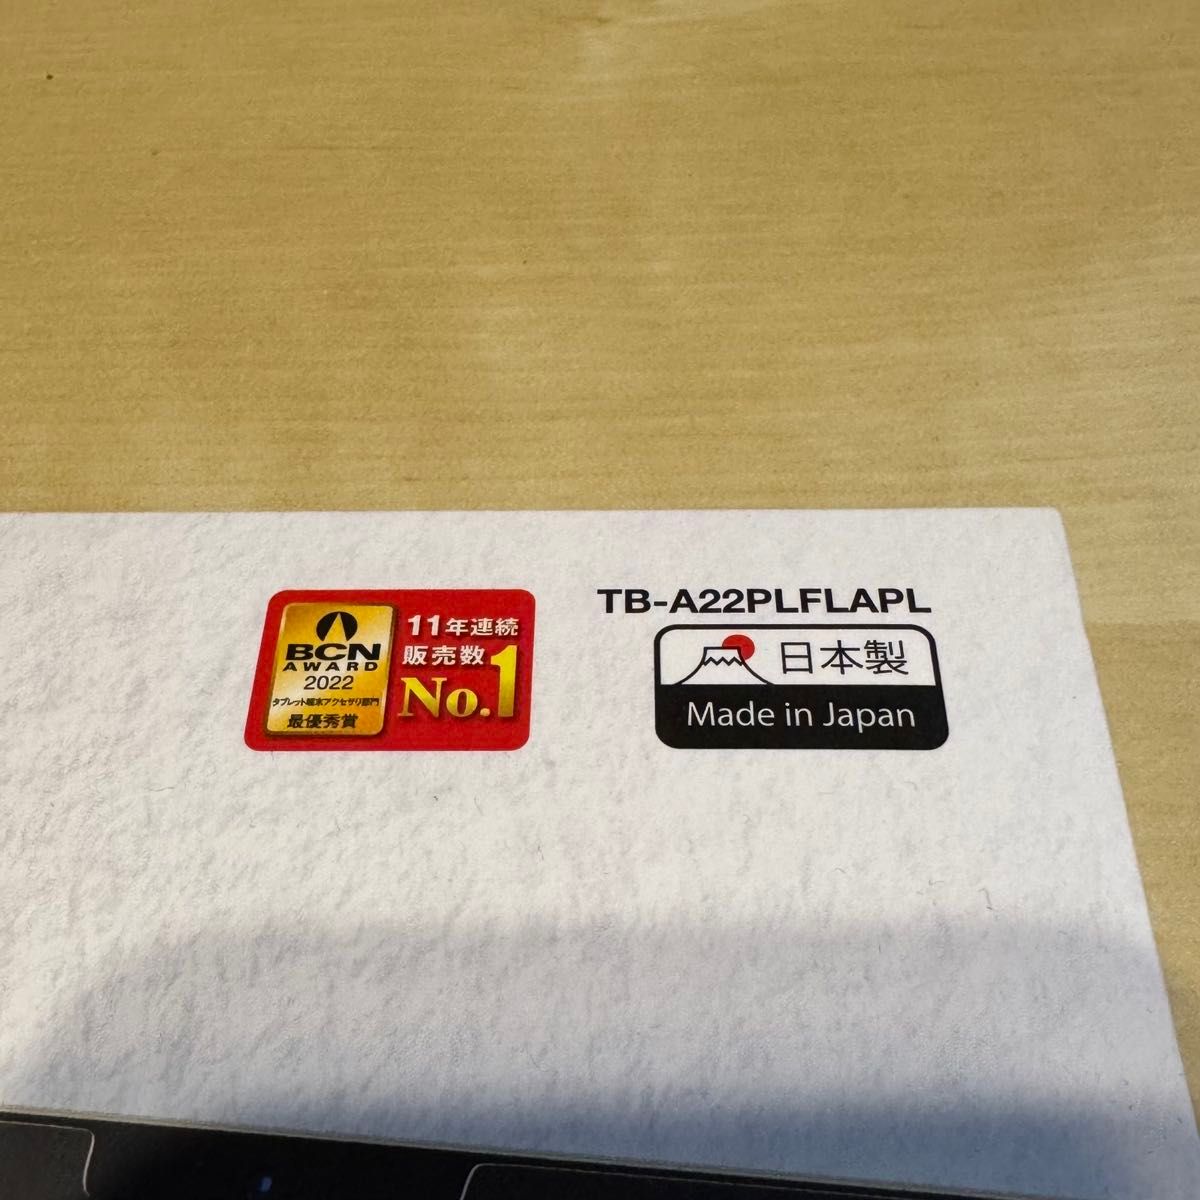 BCN
AWARD
2022
タブレット端末アクセサリ部門
最優秀賞
11年連続
販売数
No.1
TB-A22PLFLAPL
日本製
Made in Japan